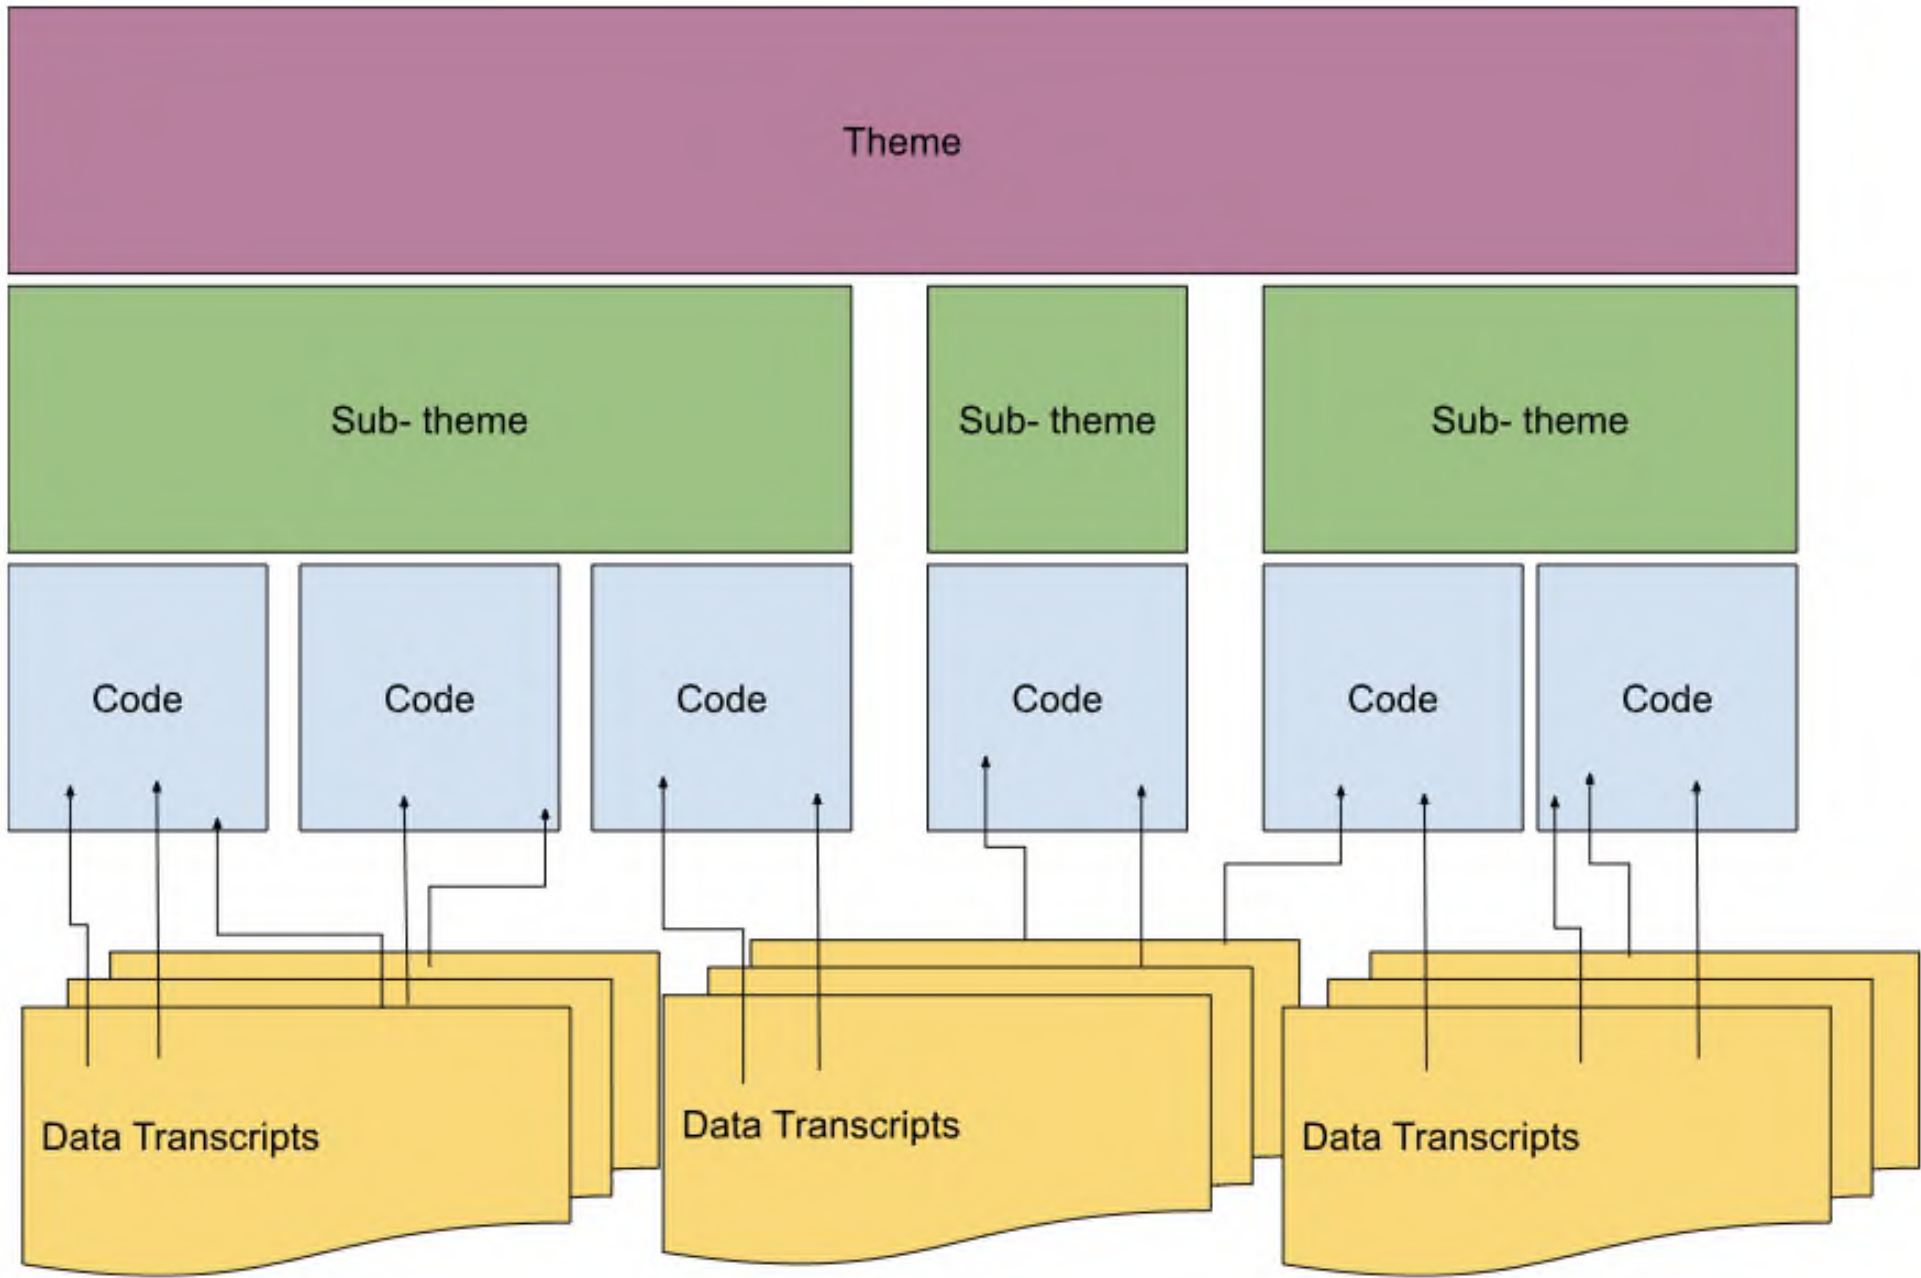 Theme
Sub- theme
Sub- theme
Sub- theme
Code
Code
Code
Code
Code
Code
Data Transcripts
Data Transcripts
Data Transcripts